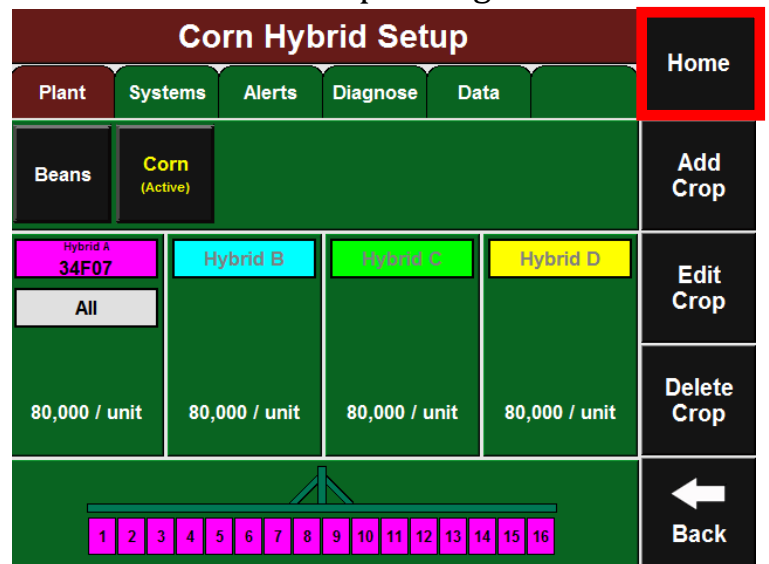 Corn Hybrid Setup
Home
Plant
Systems
Alerts
Diagnose
Data
Beans
Corn
(Active)
Add
Crop
Hybrid A
34F07
All
80,000 / unit
Hybrid B
80,000 / unit
Hybrid C
80,000 / unit
Hybrid D
80,000 / unit
Edit
Crop
Delete
Crop
1 2 3 4 5 6 7 8 9 10 11 12 13 14 15 16
Back